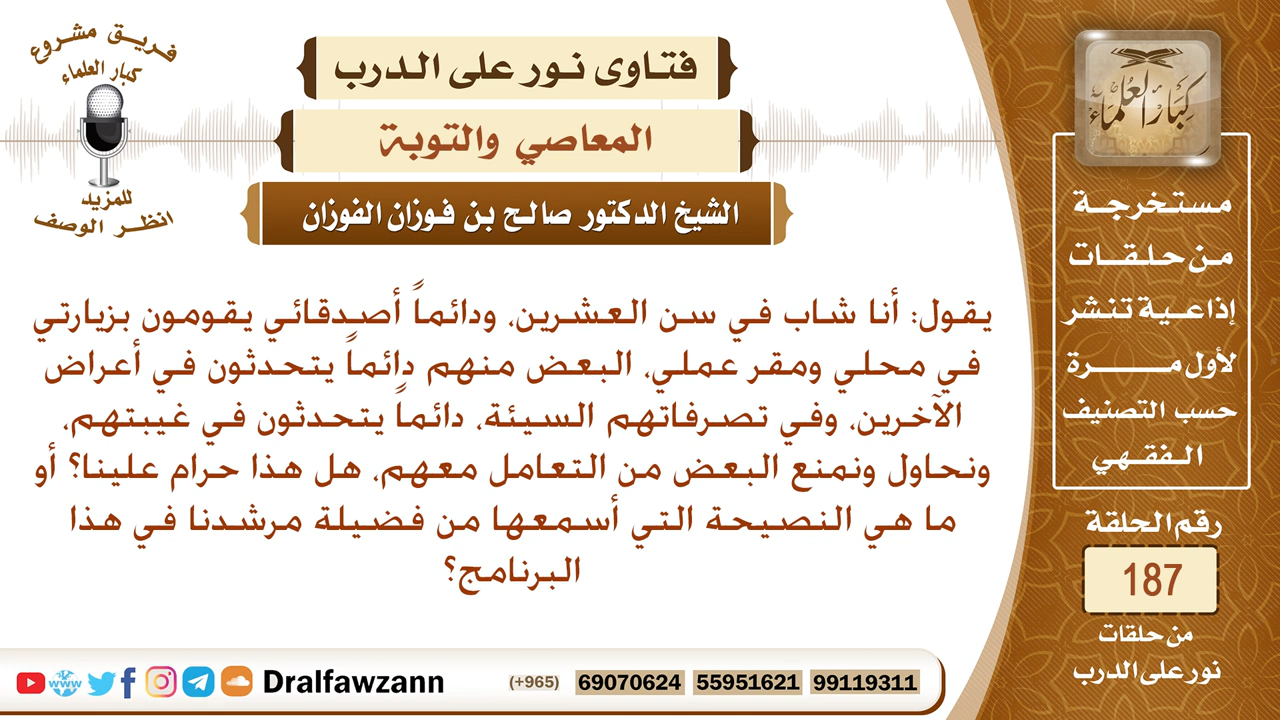 فتاوى نور على الدرب
المعاصي والتوبة
الشيخ الدكتور صالح بن فوزان الفوزان
فريق مشروع
كبار العلماء
للمزيد
انظر الوصف
يقول: أنا شاب في سن العشرين، ودائماً أصدقائي يقومون بزيارتي
في محلي ومقر عملي، البعض منهم دائماً يتحدثون في أعراض
الآخرين، وفي تصرفاتهم السيئة، دائماً يتحدثون في غيبتهم،
ونحاول ونمنع البعض من التعامل معهم، هل هذا حرام علينا؟ أو
ما هي النصيحة التي أسمعها من فضيلة مرشدنا في هذا
البرنامج؟
كبار العلماء
مستخرجة
من حلقات
إذاعية تنشر
لأول مرة
حسب التصنيف
الفقهي
رقم الحلقة
187
من حلقات
نور على الدرب
www Dralfawzann (+965) 69070624 55951621 99119311